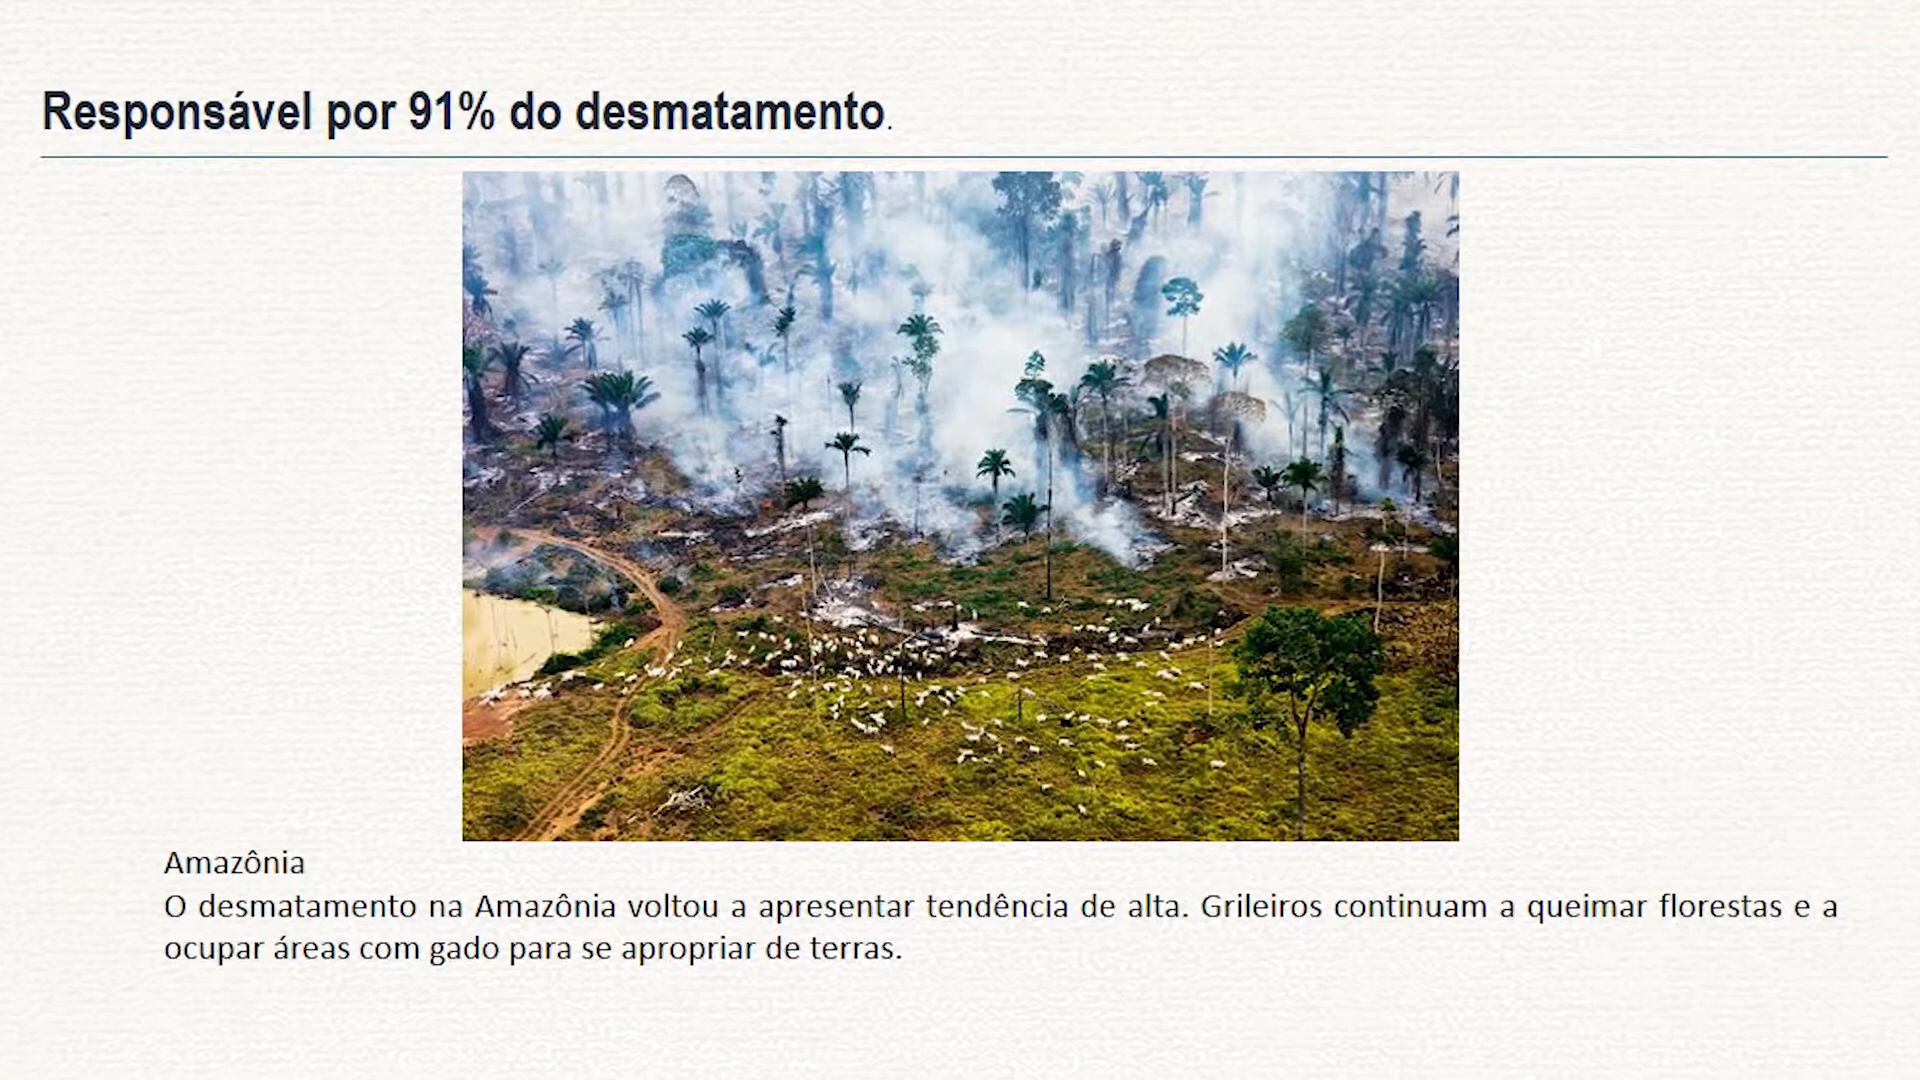 Responsável por 91% do desmatamento.
Amazônia
O desmatamento na Amazônia voltou a apresentar tendência de alta. Grileiros continuam a queimar florestas e a
ocupar áreas com gado para se apropriar de terras.